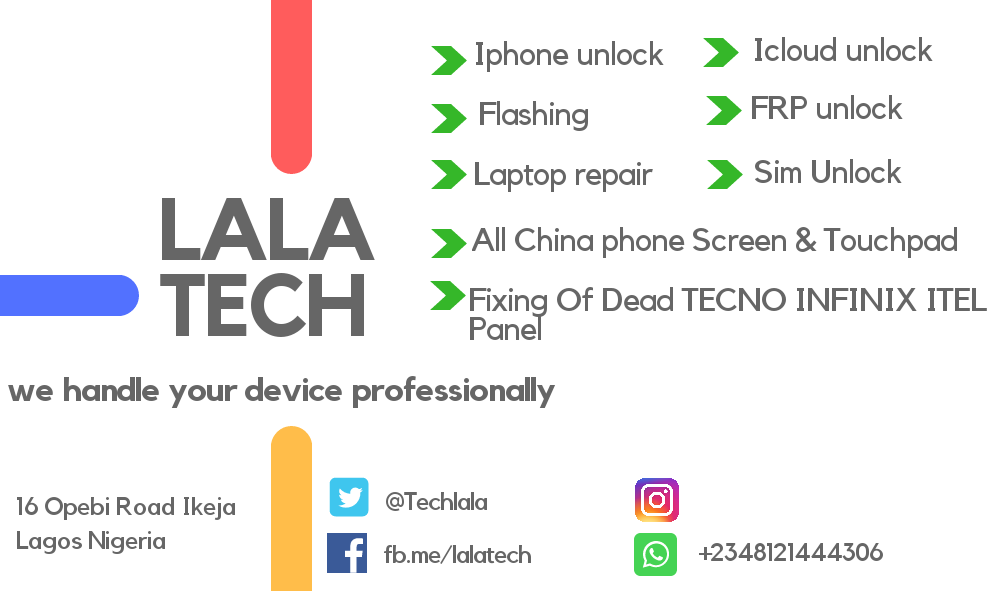 Iphone unlock
Icloud unlock
Flashing
FRP unlock
Laptop repair
Sim Unlock
All China phone Screen & Touchpad
Fixing Of Dead TECNO INFINIX ITEL
Panel
LALA
TECH
we handle your device professionally
16 Opebi Road Ikeja
Lagos Nigeria
@Techlala
fb.me/lalatech
+2348121444306